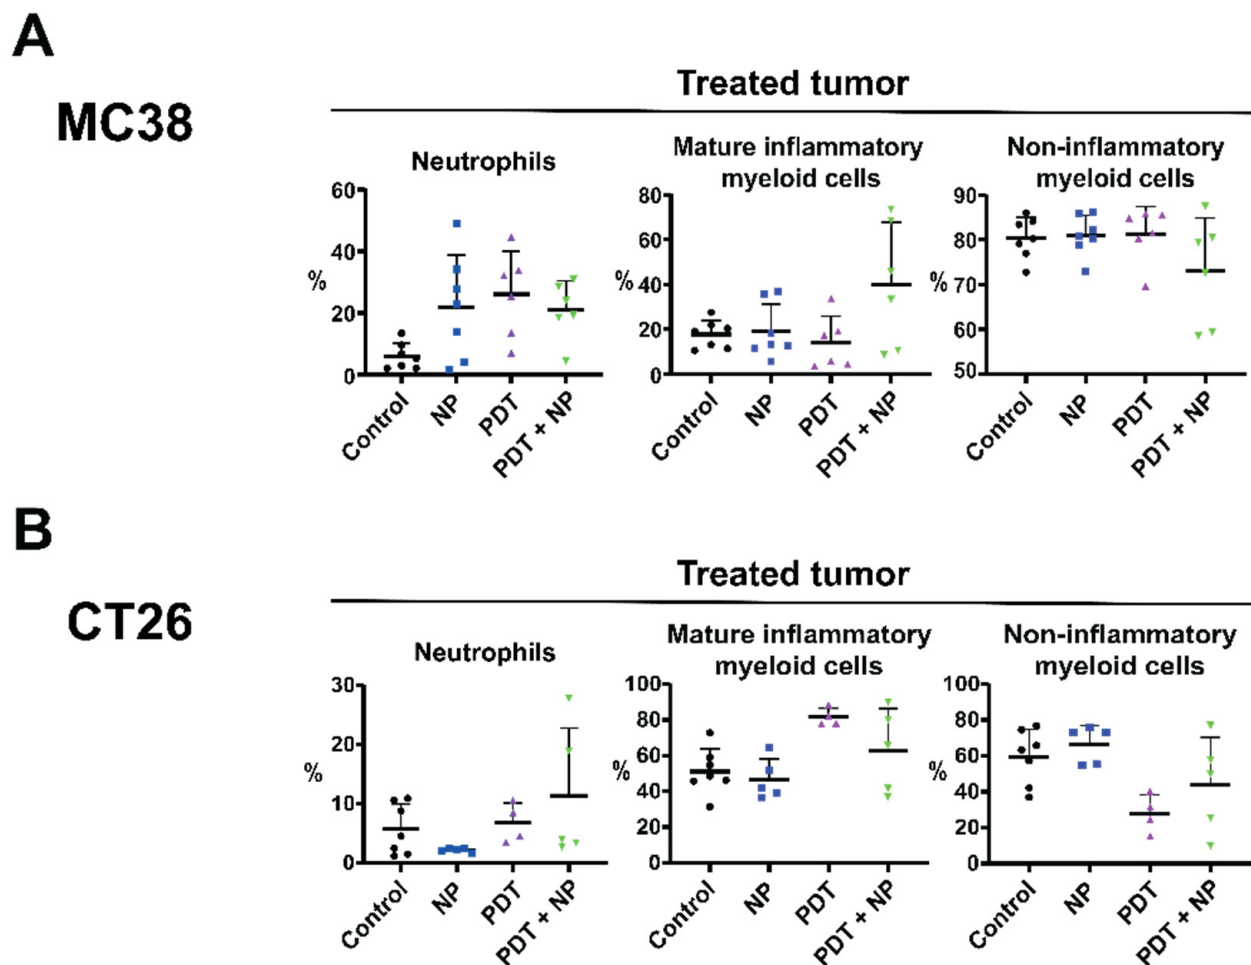 A
MC38
Treated tumor
Neutrophils
Mature inflammatory
myeloid cells
Non-inflammatory
myeloid cells
60
40
20
0
%
Control
NP
PDT
PDT + NP
80
60
40
20
0
%
Control
NP
PDT
PDT + NP
90
80
70
60
50
%
Control
NP
PDT
PDT + NP
B
CT26
Treated tumor
Neutrophils
Mature inflammatory
myeloid cells
Non-inflammatory
myeloid cells
30
20
10
0
%
Control
NP
PDT
PDT + NP
100
80
60
40
20
0
%
Control
NP
PDT
PDT + NP
100
80
60
40
20
0
%
Control
NP
PDT
PDT + NP